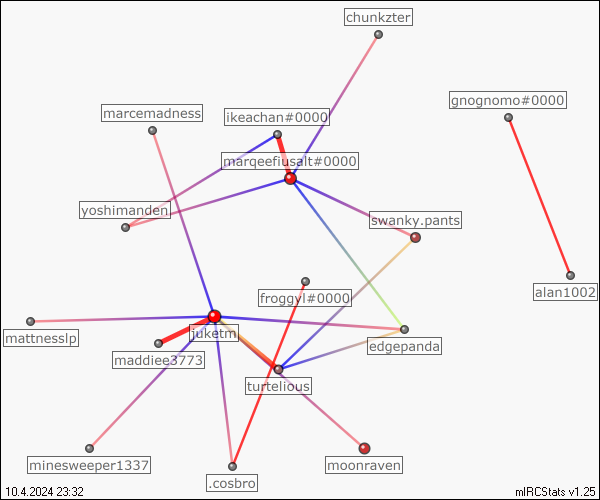 chunkzter
gnognomo#0000
marcemadness
ikeachan#0000
marqeefiusalt#0000
yoshimanden
swanky.pants
froggyl#0000
alan1002
mattnesslp
juketm
edgepanda
maddiee3773
turtelious
minesweeper1337
.cosbro
moonraven
10.4.2024 23:32
mIRCStats v1.25